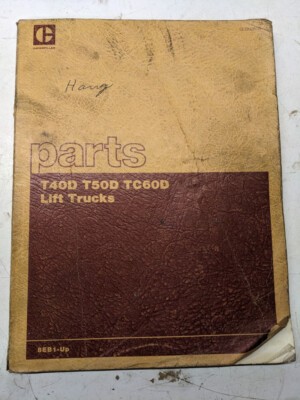 Hang
parts
T40D T50D TC60D
Lift Trucks